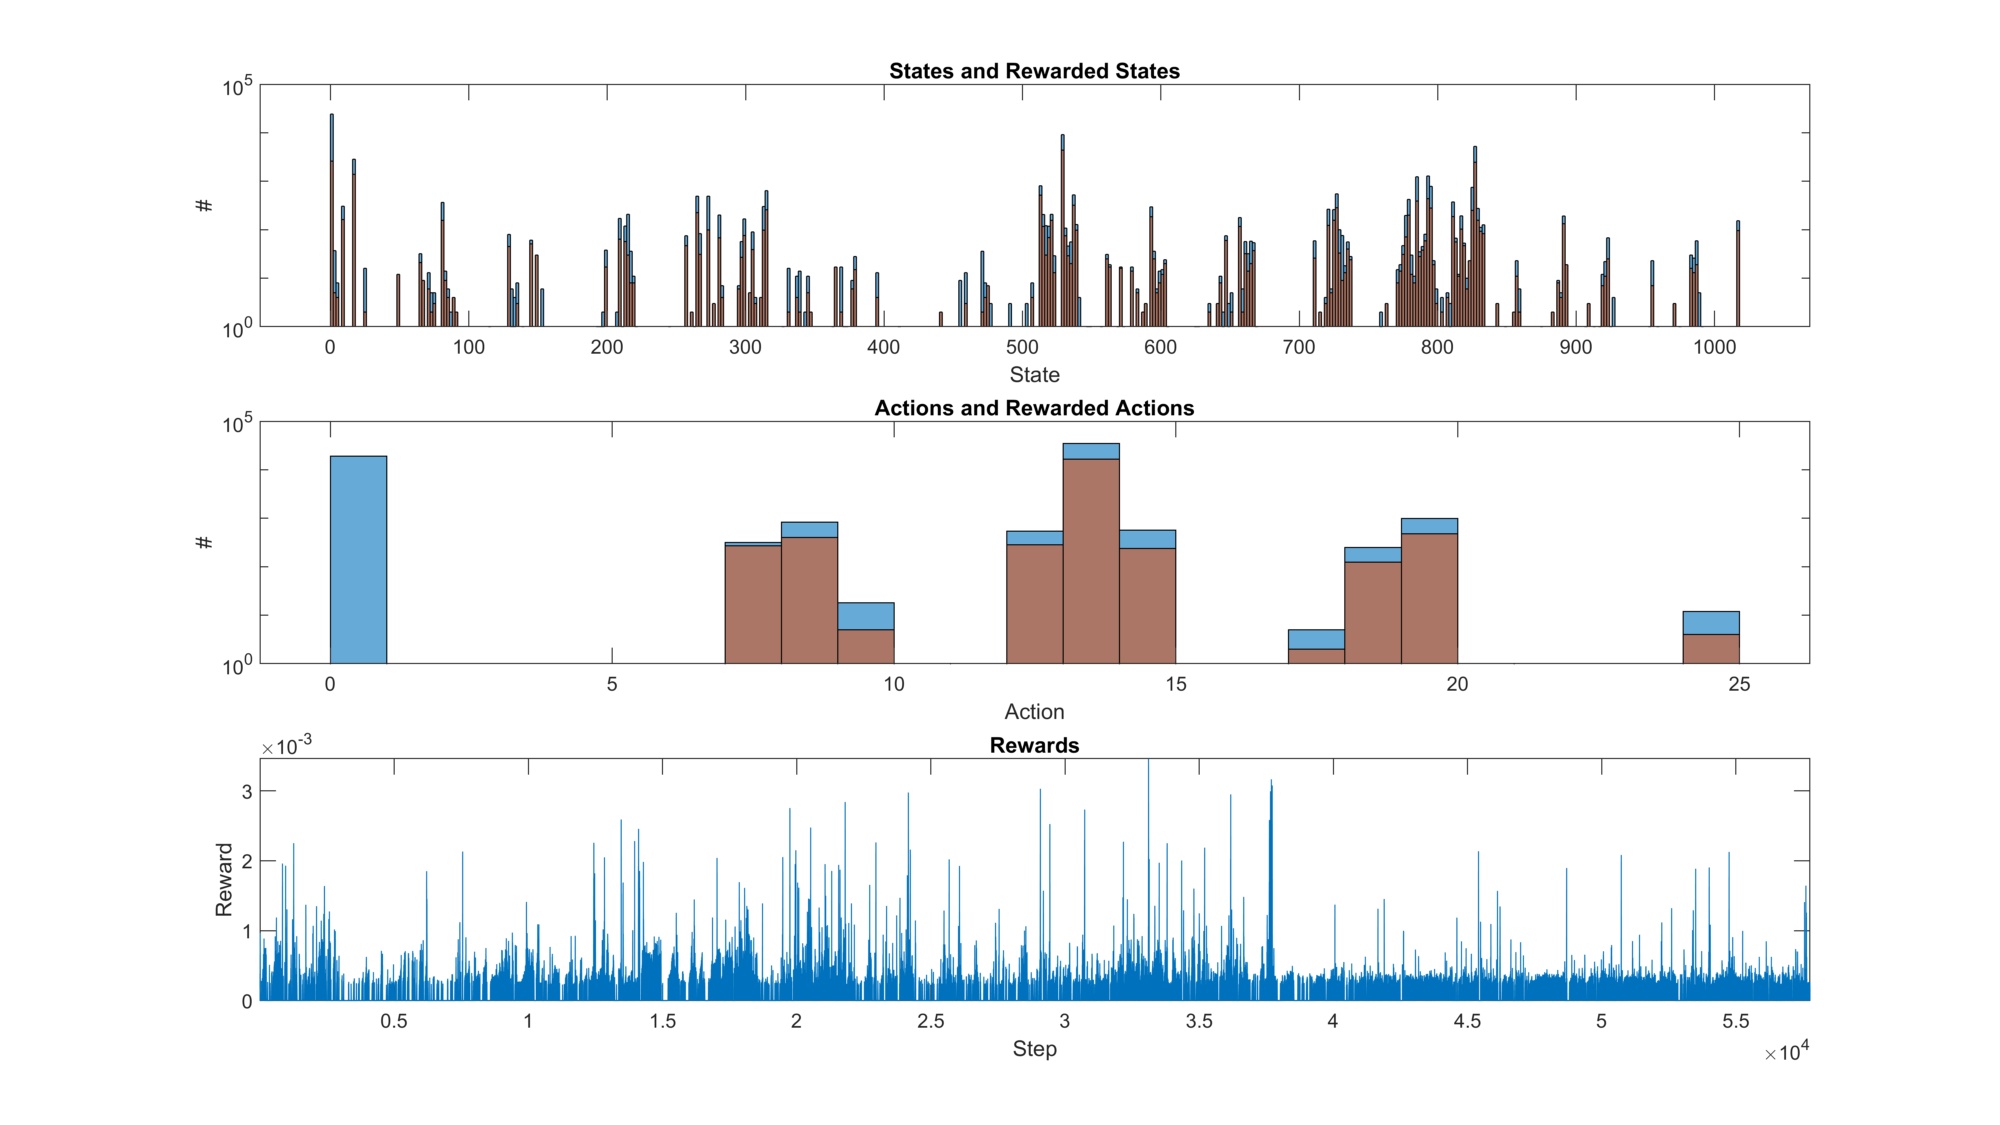 States and Rewarded States
10^5
#
10^0
0 100 200 300 400 500 600 700 800 900 1000
State
Actions and Rewarded Actions
10^5
#
10^0
0 5 10 15 20 25
Action
×10^-3
Rewards
3
2
Reward
1
0
0.5 1 1.5 2 2.5 3 3.5 4 4.5 5 5.5
Step
×10^4